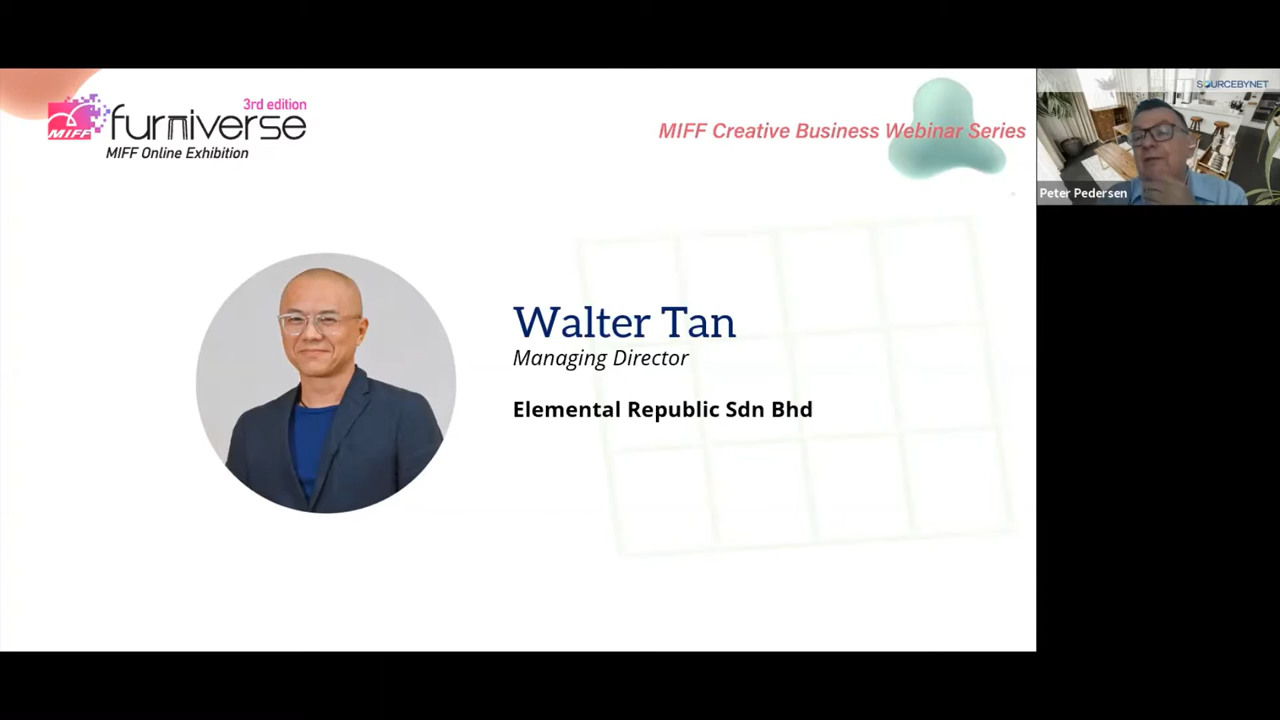 3rd edition
MIFF furniverse
MIFF Online Exhibition
MIFF Creative Business Webinar Series
SOURCEBYNET
Peter Pedersen
Walter Tan
Managing Director
Elemental Republic Sdn Bhd